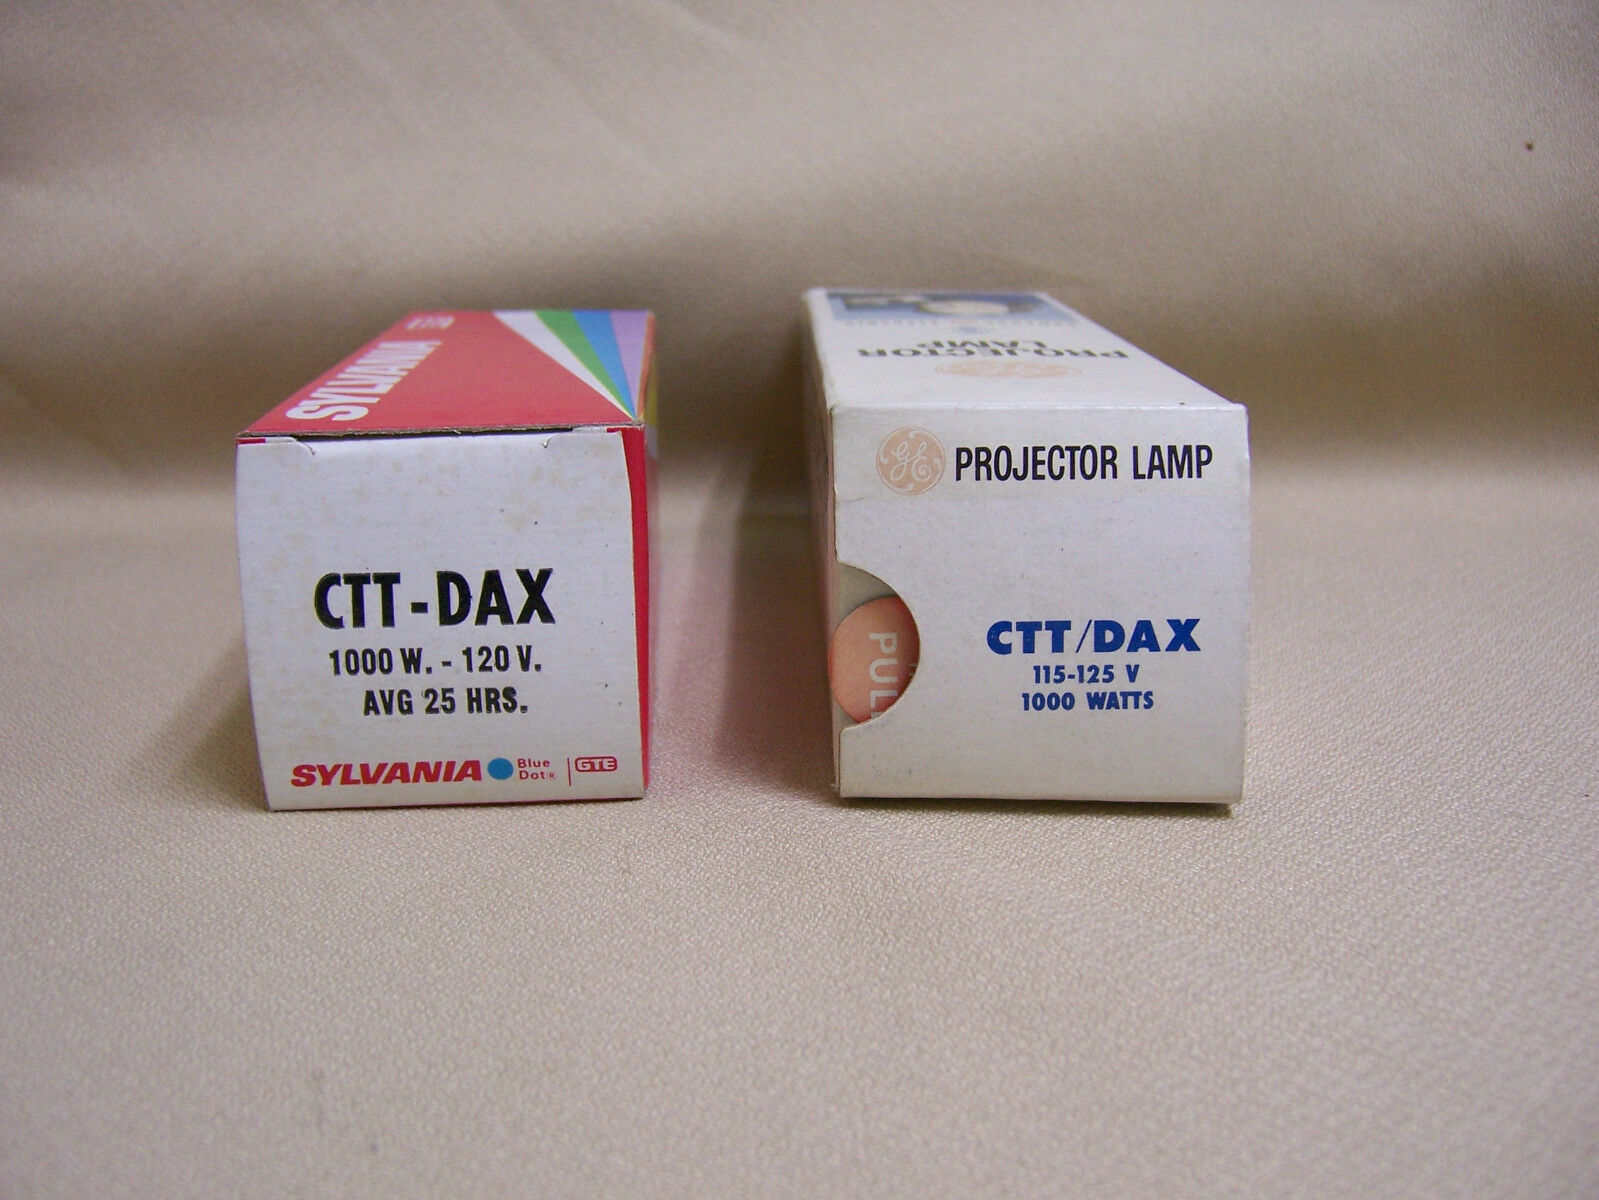 SYLVANIA
CTT-DAX
1000 W. - 120 V.
AVG 25 HRS.
SYLVANIA Blue Dot® GTE
PROJECTOR
LAMP
GE PROJECTOR LAMP
PULL
CTT/DAX
115-125 V
1000 WATTS